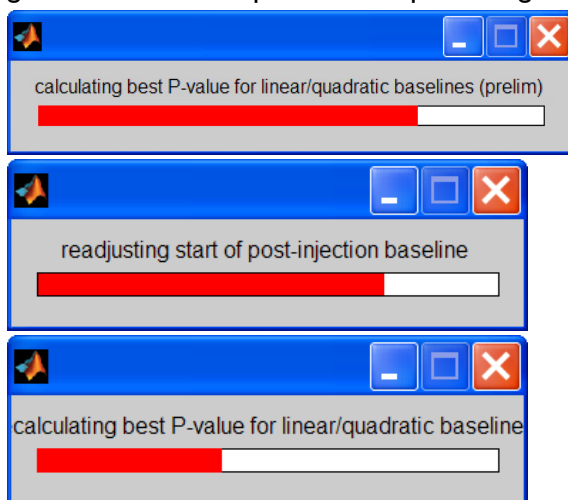 calculating best P-value for linear/quadratic baselines (prelim)
readjusting start of post-injection baseline
calculating best P-value for linear/quadratic baseline